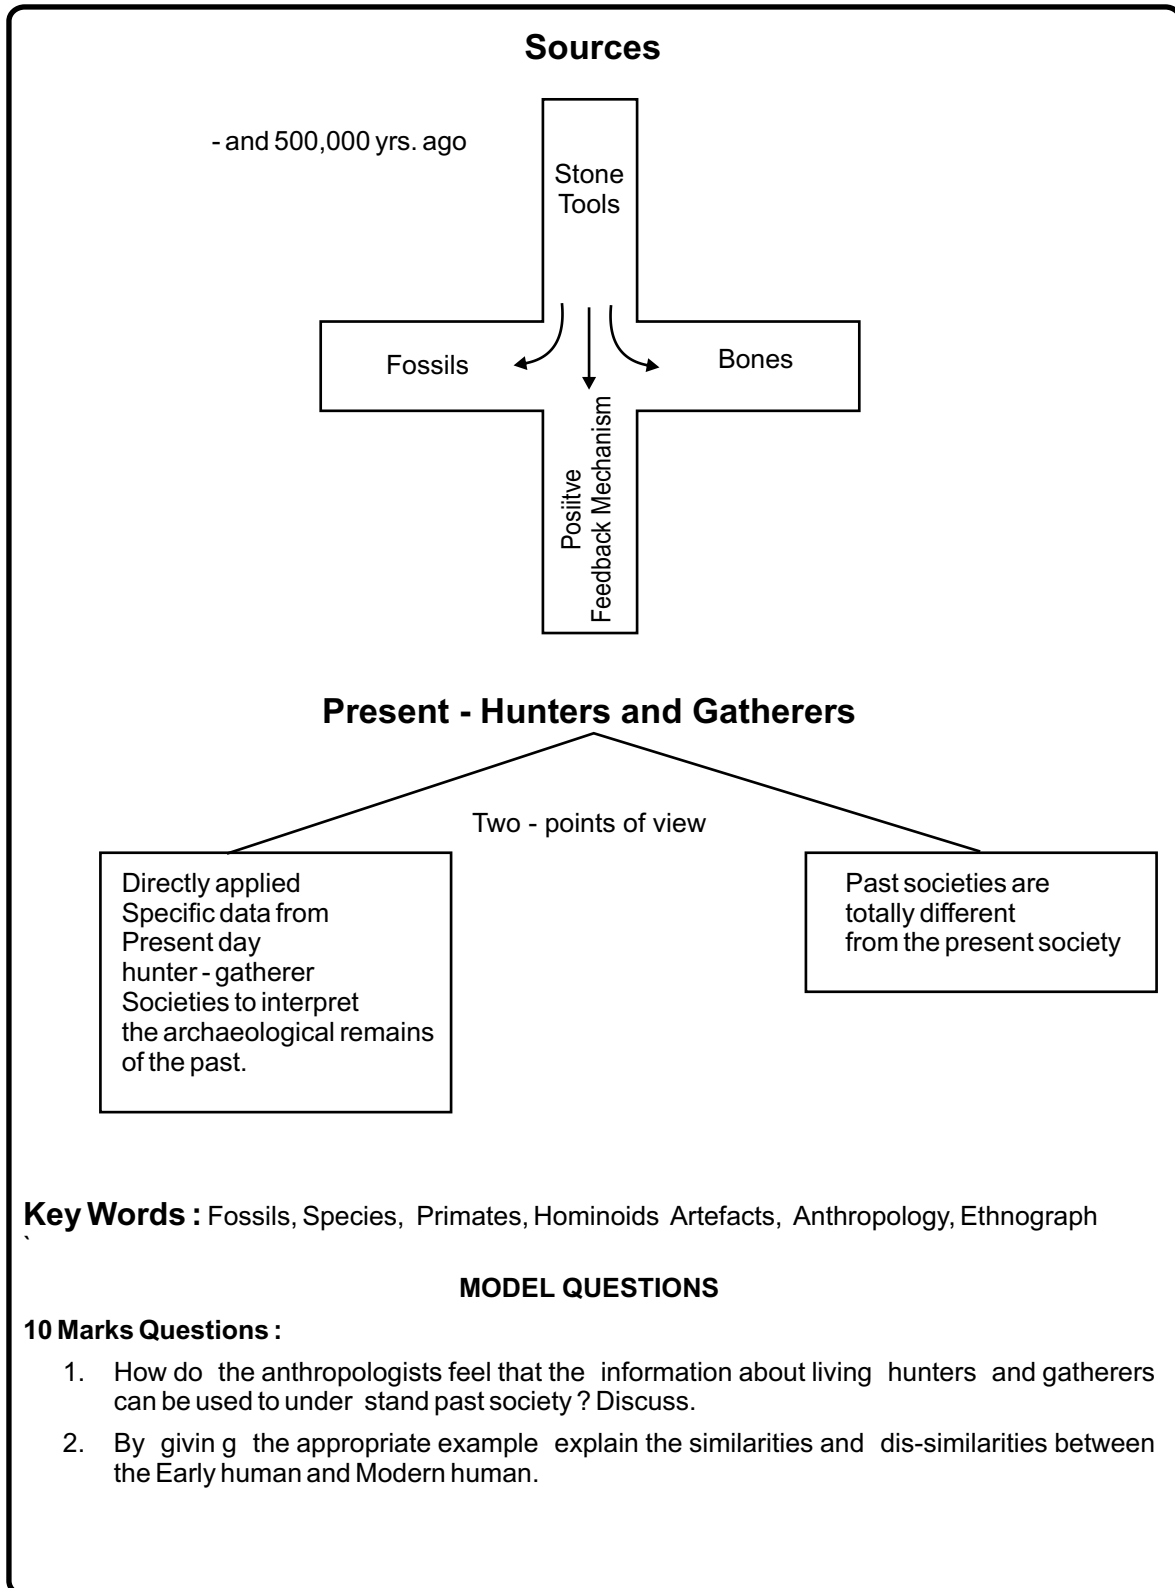 Sources
- and 500,000 yrs. ago
Stone
Tools
Fossils
Bones
Posiitve
Feedback Mechanism
Present - Hunters and Gatherers
Two - points of view
Directly applied
Specific data from
Present day
hunter - gatherer
Societies to interpret
the archaeological remains
of the past.
Past societies are
totally different
from the present society
Key Words : Fossils, Species, Primates, Hominoids Artefacts, Anthropology, Ethnograph
`
MODEL QUESTIONS
10 Marks Questions :
1. How do the anthropologists feel that the information about living hunters and gatherers
can be used to under stand past society ? Discuss.
2. By givin g the appropriate example explain the similarities and dis-similarities between
the Early human and Modern human.